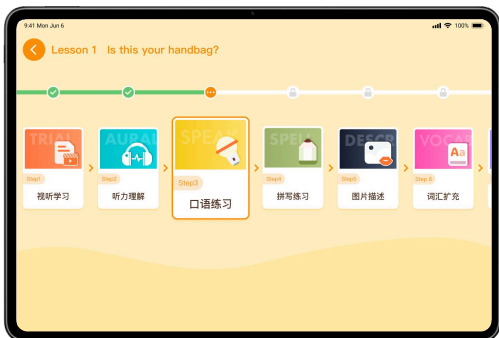 9:41 Mon Jun 6
100%
Lesson 1 Is this your handbag?
TRIAL
AURAL
SPEAK
SPELL
DESCR
VOCAB
Aa
Step1
Step2
Step3
Step4
Step5
Step 6
视听学习
听力理解
口语练习
拼写练习
图片描述
词汇扩充